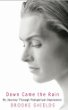 Down Came the Rain
My Journey Through Postpartum Depression
BROOKE SHIELDS